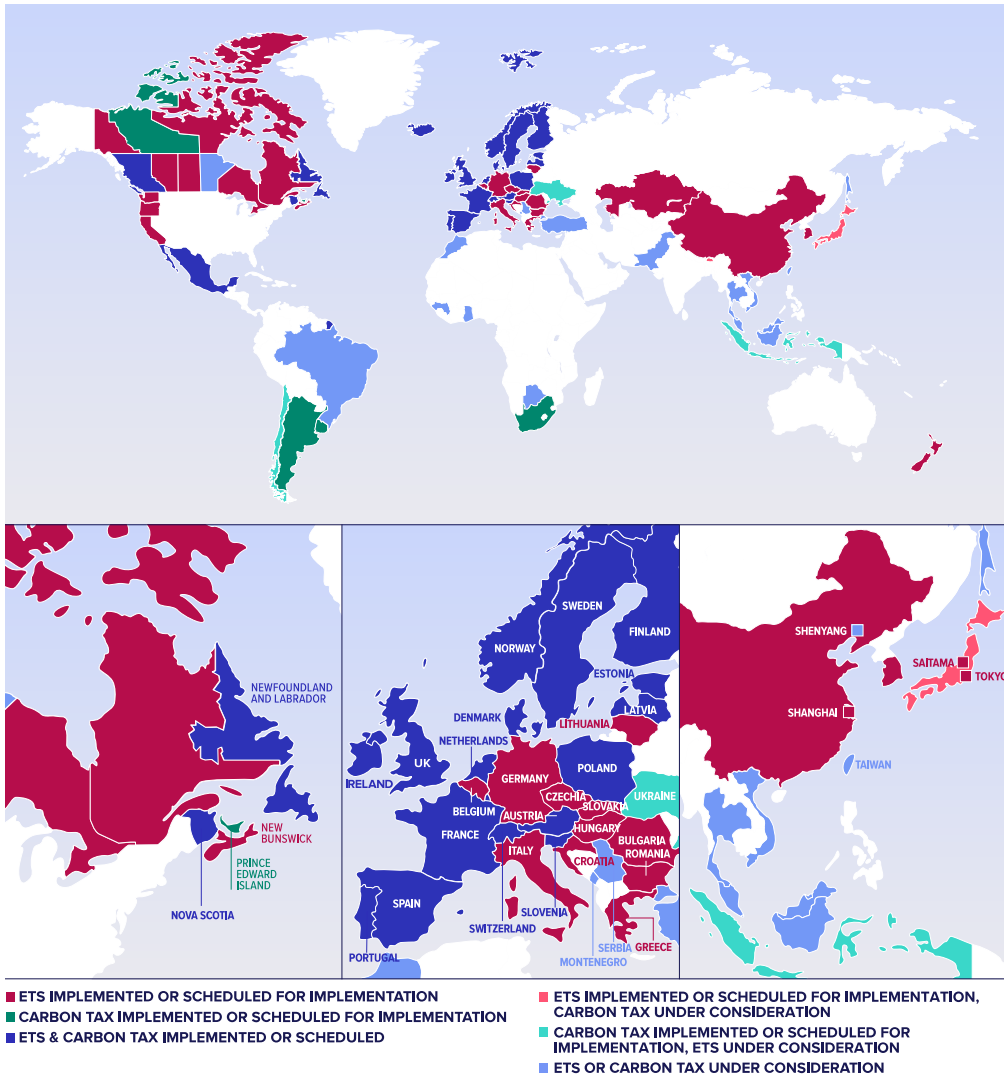 NEWFOUNDLAND
AND LABRADOR
NEW
BUNSWICK
PRINCE
EDWARD
ISLAND
NOVA SCOTIA
SWEDEN
FINLAND
NORWAY
ESTONIA
LATVIA
DENMARK
LITHUANIA
NETHERLANDS
UK
IRELAND
POLAND
GERMANY
UKRAINE
CZECHIA
SLOVAKIA
BELGIUM
AUSTRIA
HUNGARY
FRANCE
BULGARIA
ROMANIA
ITALY
CROATIA
SPAIN
SLOVENIA
SWITZERLAND
PORTUGAL
SERBIA
GREECE
MONTENEGRO
SHENYANG
SAITAMA
TOKYO
SHANGHAI
TAIWAN
ETS IMPLEMENTED OR SCHEDULED FOR IMPLEMENTATION
CARBON TAX IMPLEMENTED OR SCHEDULED FOR IMPLEMENTATION
ETS & CARBON TAX IMPLEMENTED OR SCHEDULED
ETS IMPLEMENTED OR SCHEDULED FOR IMPLEMENTATION,
CARBON TAX UNDER CONSIDERATION
CARBON TAX IMPLEMENTED OR SCHEDULED FOR
IMPLEMENTATION, ETS UNDER CONSIDERATION
ETS OR CARBON TAX UNDER CONSIDERATION